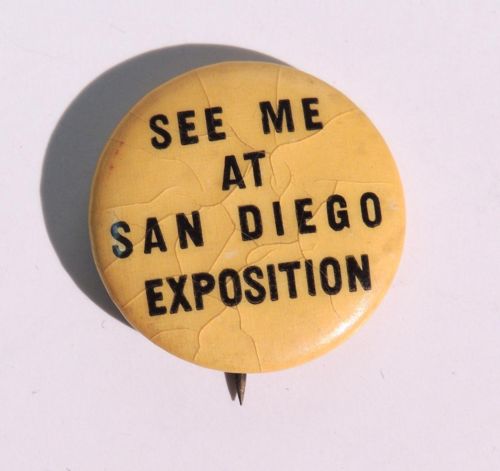 SEE ME
AT
SAN DIEGO
EXPOSITION